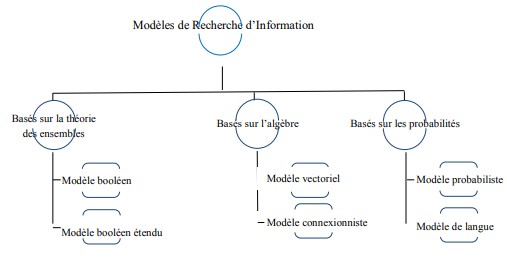 Modèles de Recherche d’Information
Basés sur la théorie
des ensembles
Basés sur l’algèbre
Basés sur les probabilités
Modèle booléen
Modèle vectoriel
Modèle probabiliste
Modèle booléen étendu
Modèle connexionniste
Modèle de langue